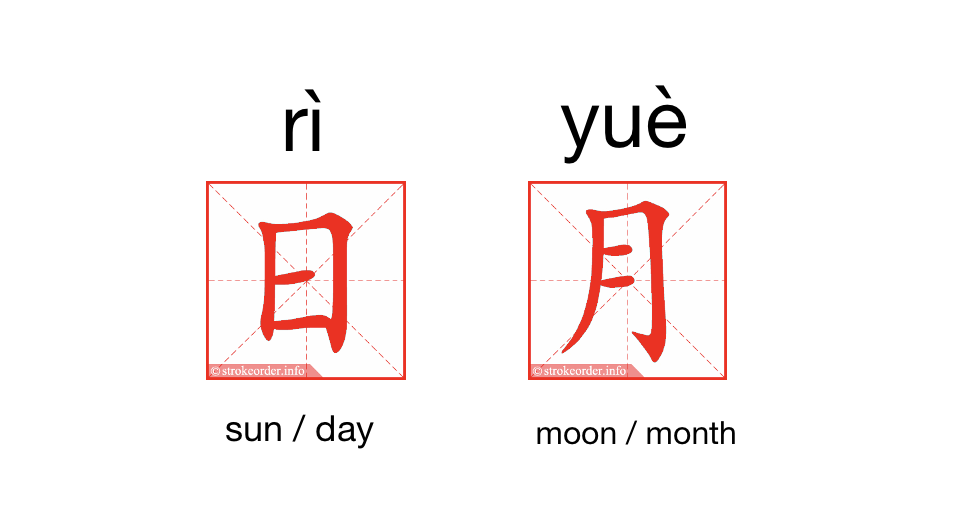 rì
yuè
日
月
©strokeorder.info
©strokeorder.info
sun / day
moon / month